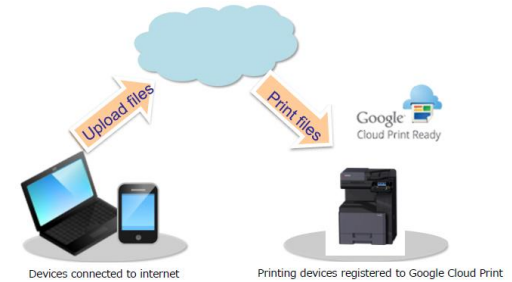 Upload files
Print files
Google
Cloud Print Ready
Devices connected to internet
Printing devices registered to Google Cloud Print